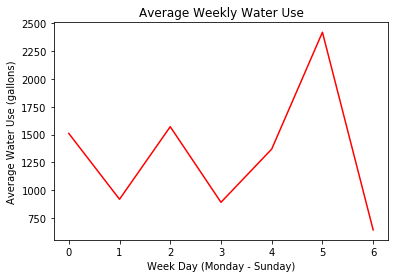 Average Weekly Water Use
Average Water Use (gallons)
2500
2250
2000
1750
1500
1250
1000
750
0 1 2 3 4 5 6
Week Day (Monday - Sunday)